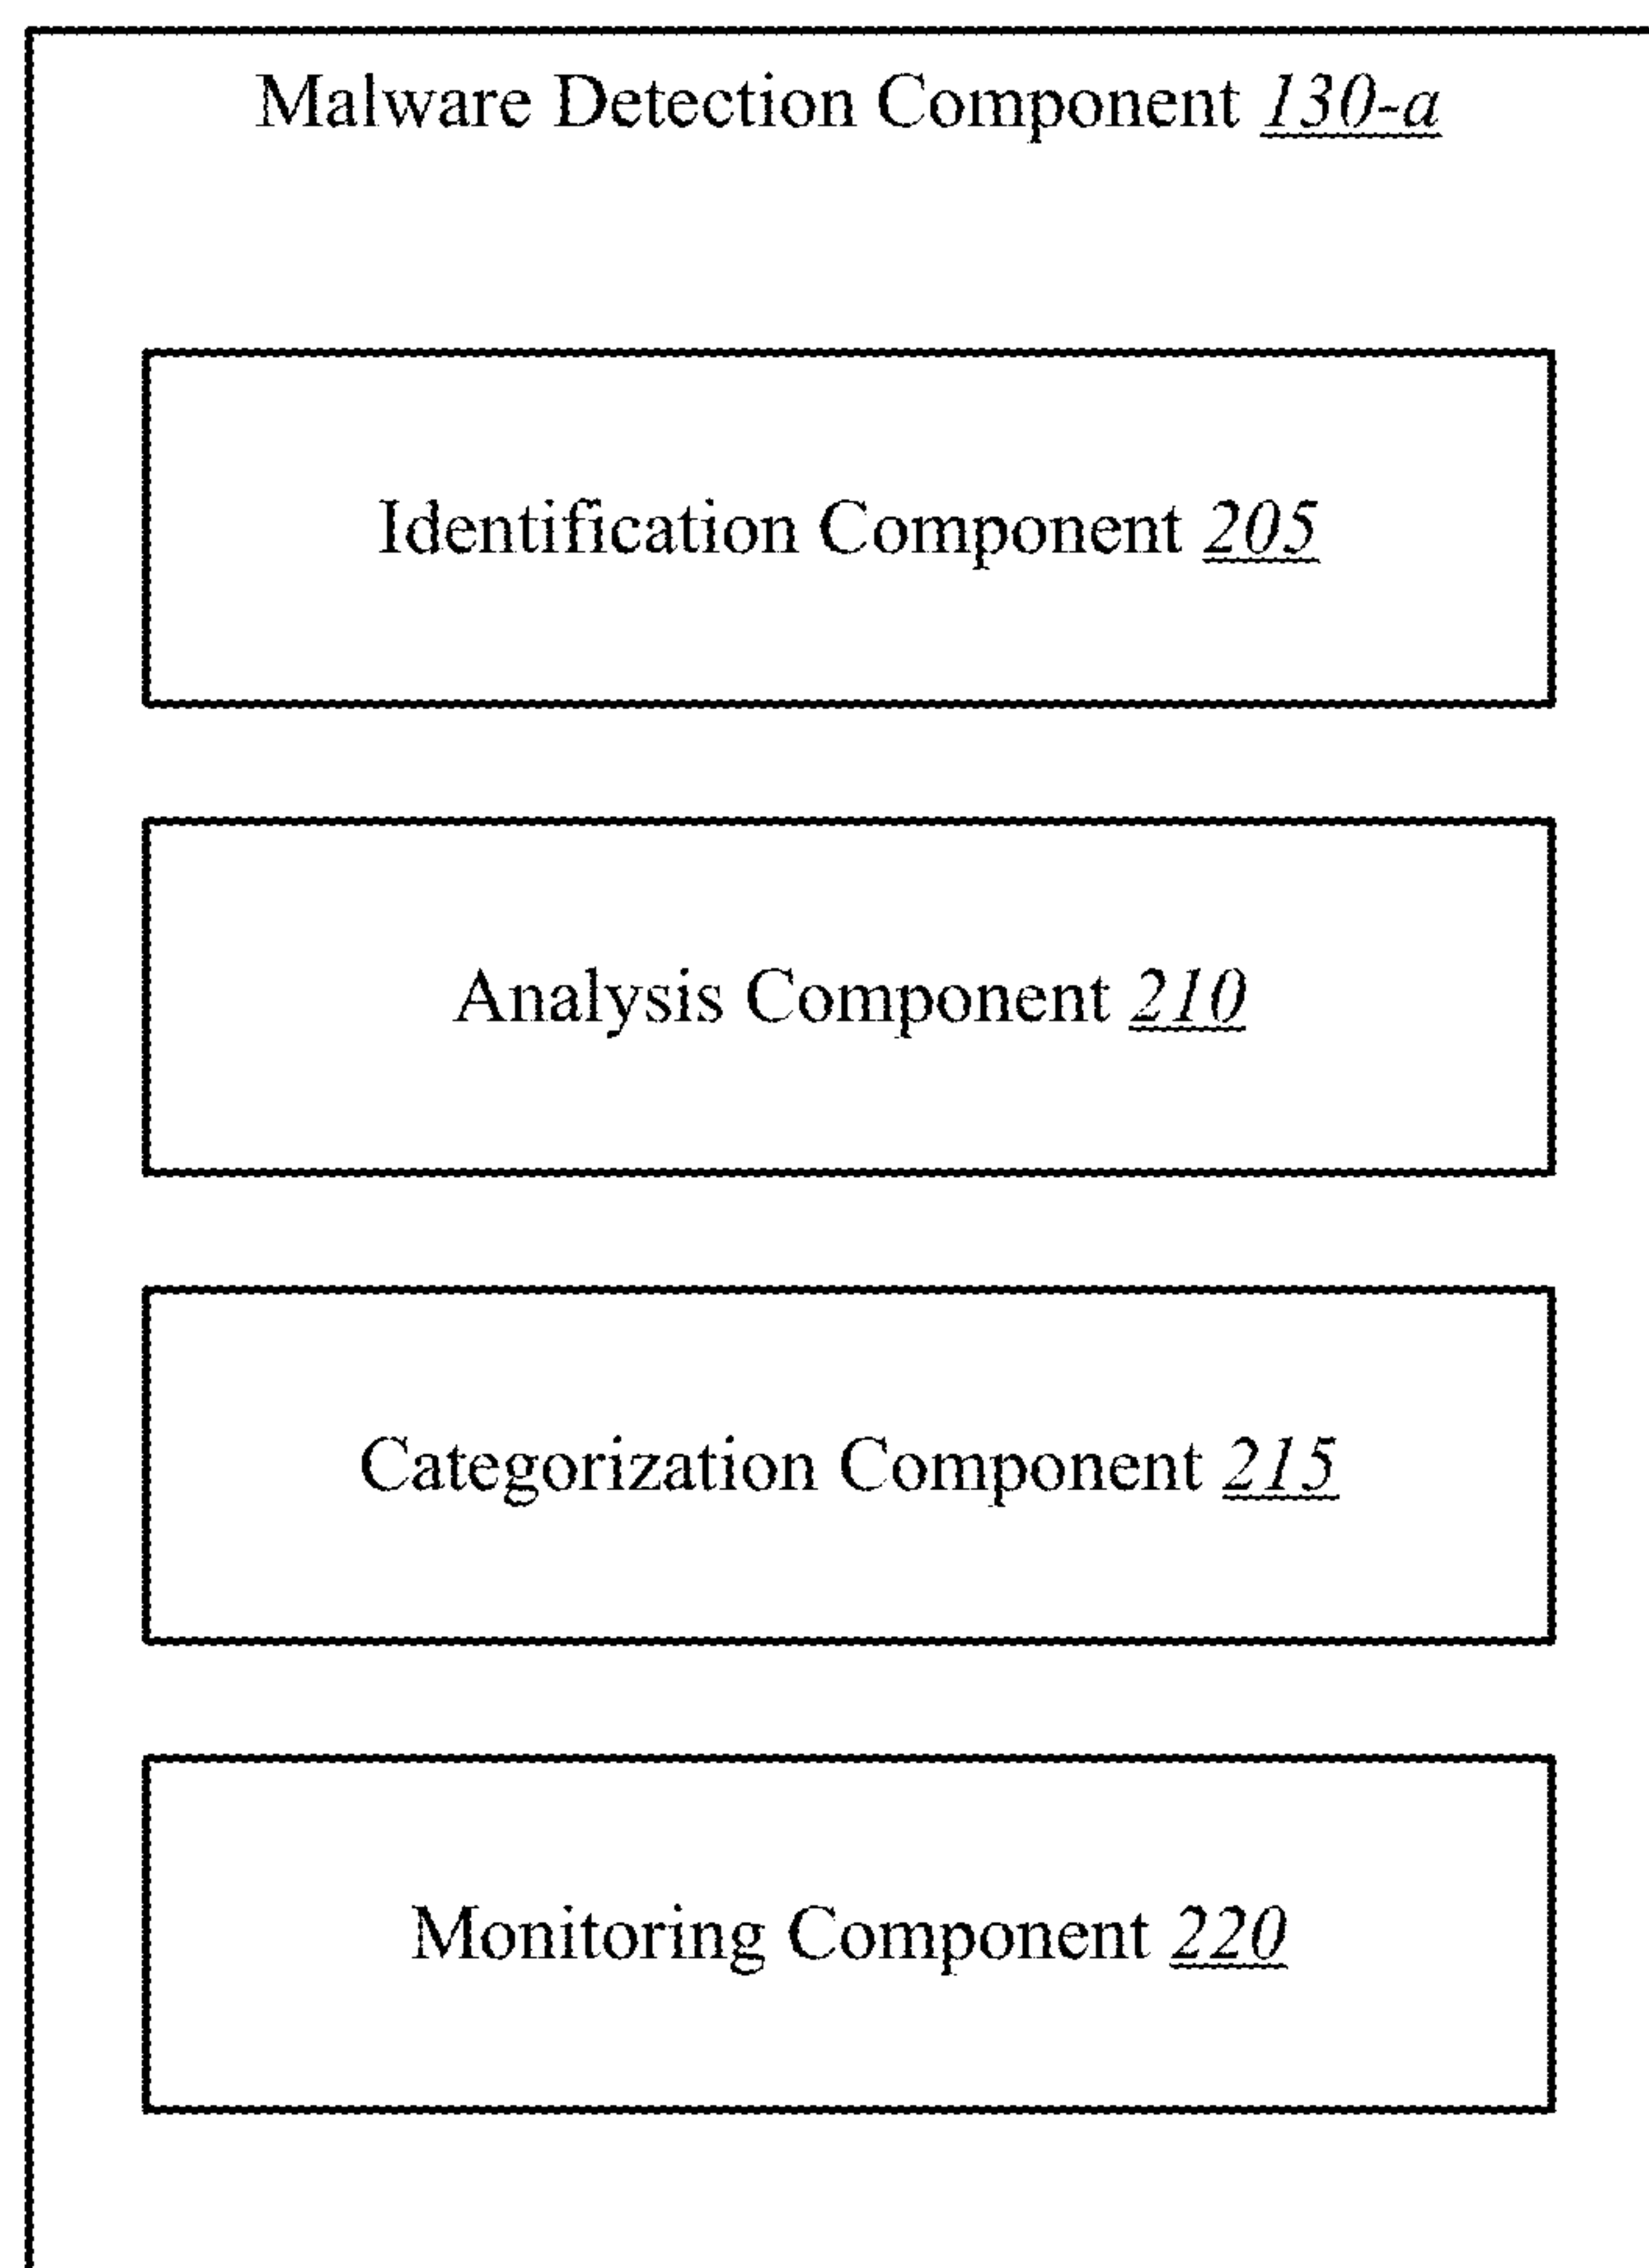 Malware Detection Component 130-a
Identification Component 205
Analysis Component 210
Categorization Component 215
Monitoring Component 220